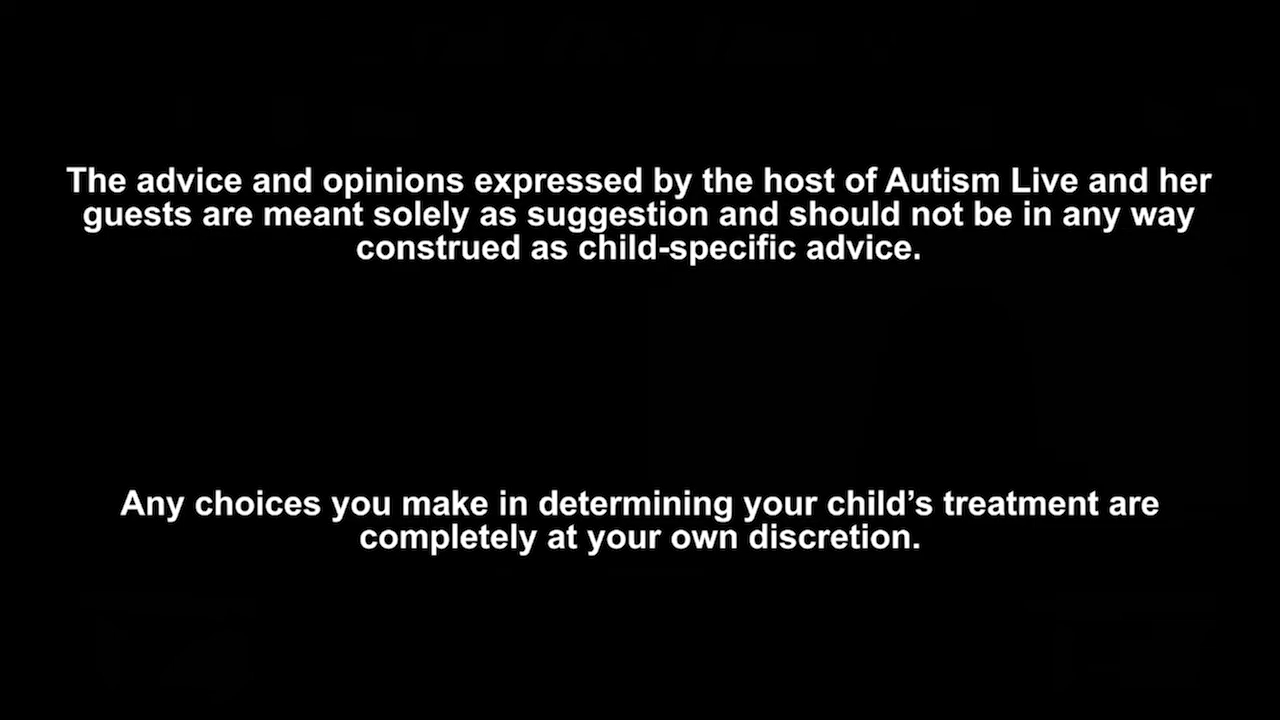 The advice and opinions expressed by the host of Autism Live and her
guests are meant solely as suggestion and should not be in any way
construed as child-specific advice.
Any choices you make in determining your child’s treatment are
completely at your own discretion.